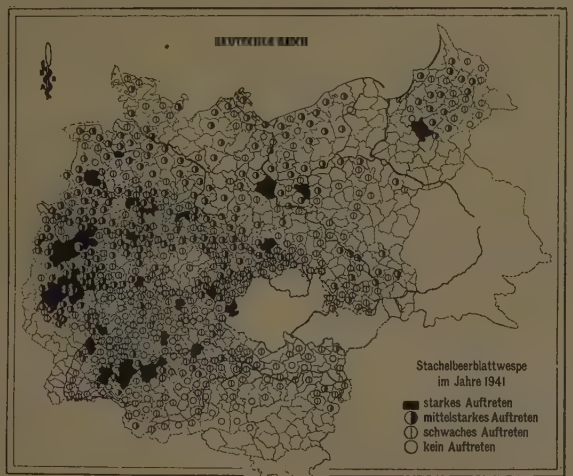 DEUTSCHES REICH
Stachelbeerblattwespe
im Jahre 1941
starkes Auftreten
mittelstarkes Auftreten
schwaches Auftreten
kein Auftreten